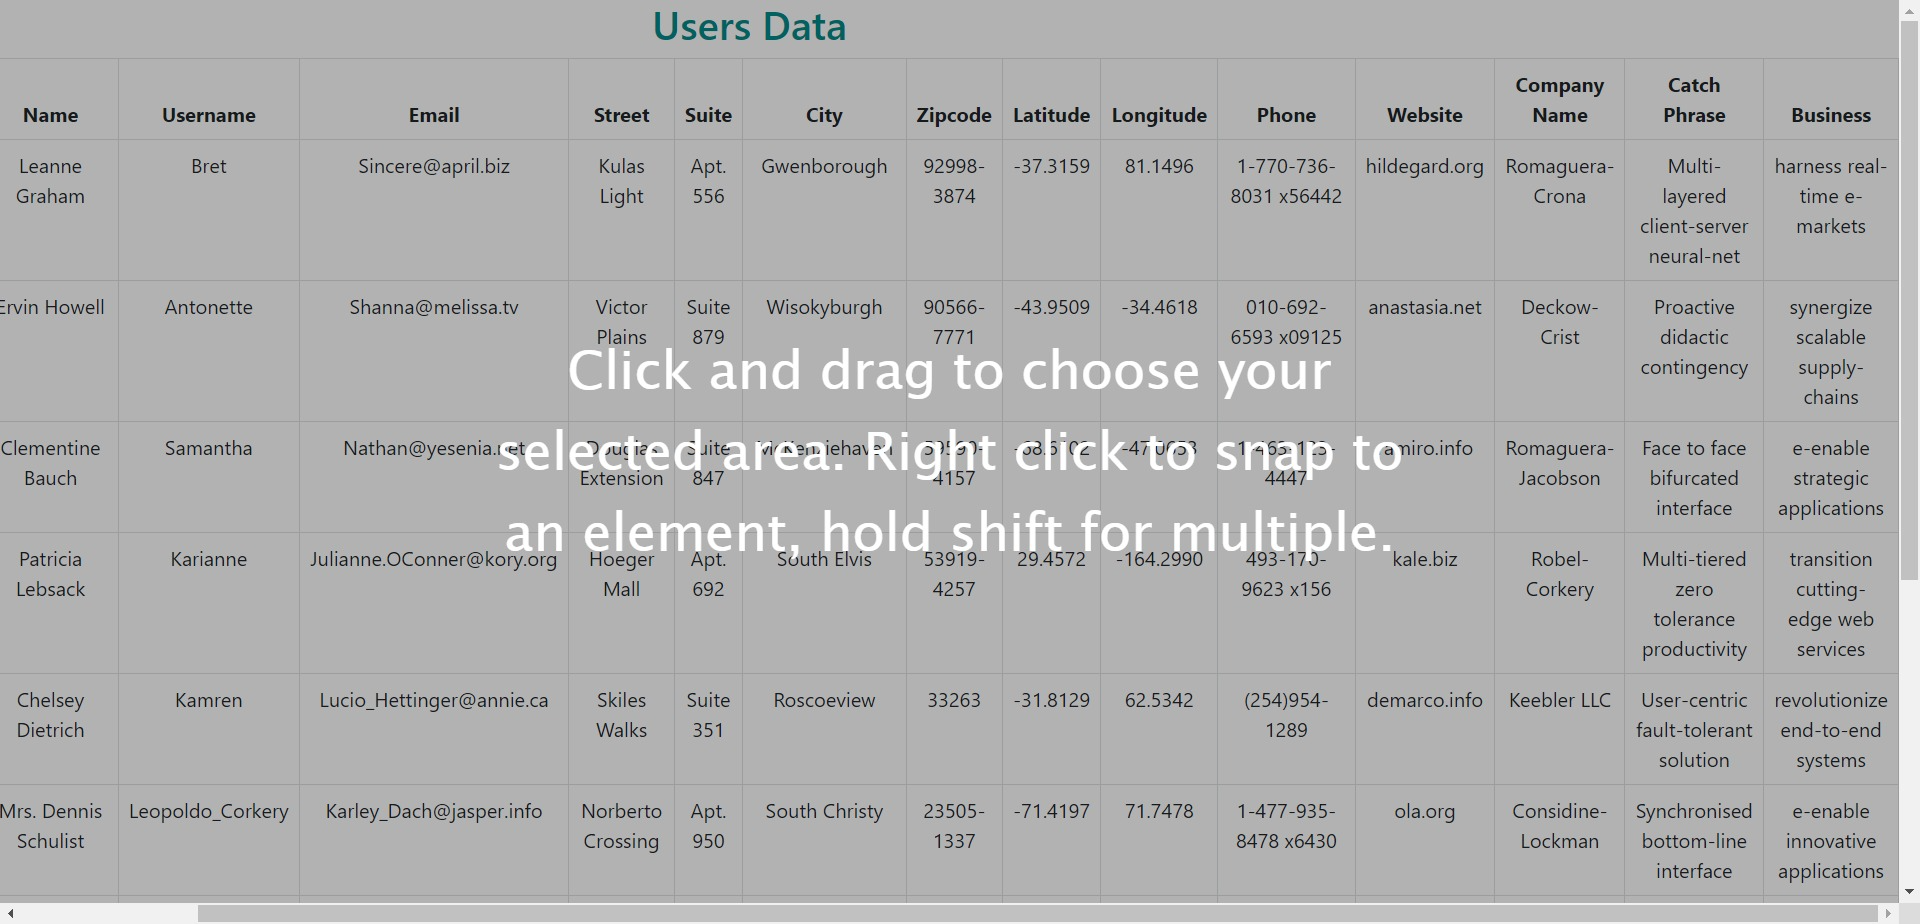 Users Data
Name Username Email Street Suite City Zipcode Latitude Longitude Phone Website Company Name Catch Phrase Business
Leanne Graham Bret Sincere@april.biz Kulas Light Apt. 556 Gwenborough 92998-3874 -37.3159 81.1496 1-770-736-8031 x56442 hildegard.org Romaguera-Crona Multi-layered client-server neural-net harness real-time e-markets
Ervin Howell Antonette Shanna@melissa.tv Victor Plains Suite 879 Wisokyburgh 90566-7771 -43.9509 -34.4618 010-692-6593 x09125 anastasia.net Deckow-Crist Proactive didactic contingency synergize scalable supply-chains
Click and drag to choose your
selected area. Right click to snap to
an element, hold shift for multiple.
Clementine Bauch Samantha Nathan@yesenia.net Douglas Extension Suite 847 McKenziehaven 59590-4157 -68.6102 -47.0653 1-463-123-4447 ramiro.info Romaguera-Jacobson Face to face bifurcated interface e-enable strategic applications
Patricia Lebsack Karianne Julianne.OConner@kory.org Hoeger Mall Apt. 692 South Elvis 53919-4257 29.4572 -164.2990 493-170-9623 x156 kale.biz Robel-Corkery Multi-tiered zero tolerance productivity transition cutting-edge web services
Chelsey Dietrich Kamren Lucio_Hettinger@annie.ca Skiles Walks Suite 351 Roscoeview 33263 -31.8129 62.5342 (254)954-1289 demarco.info Keebler LLC User-centric fault-tolerant solution revolutionize end-to-end systems
Mrs. Dennis Schulist Leopoldo_Corkery Karley_Dach@jasper.info Norberto Crossing Apt. 950 South Christy 23505-1337 -71.4197 71.7478 1-477-935-8478 x6430 ola.org Considine-Lockman Synchronised bottom-line interface e-enable innovative applications